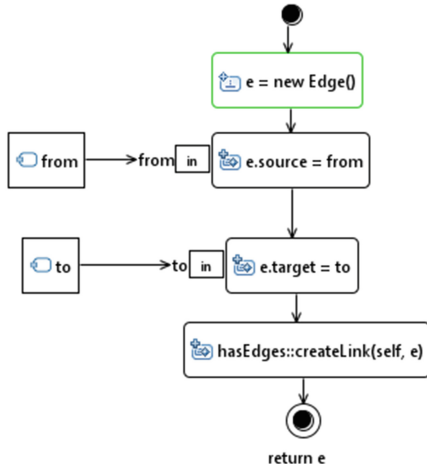 e = new Edge()
from
from
in
e.source = from
to
to
in
e.target = to
hasEdges::createLink(self, e)
return e